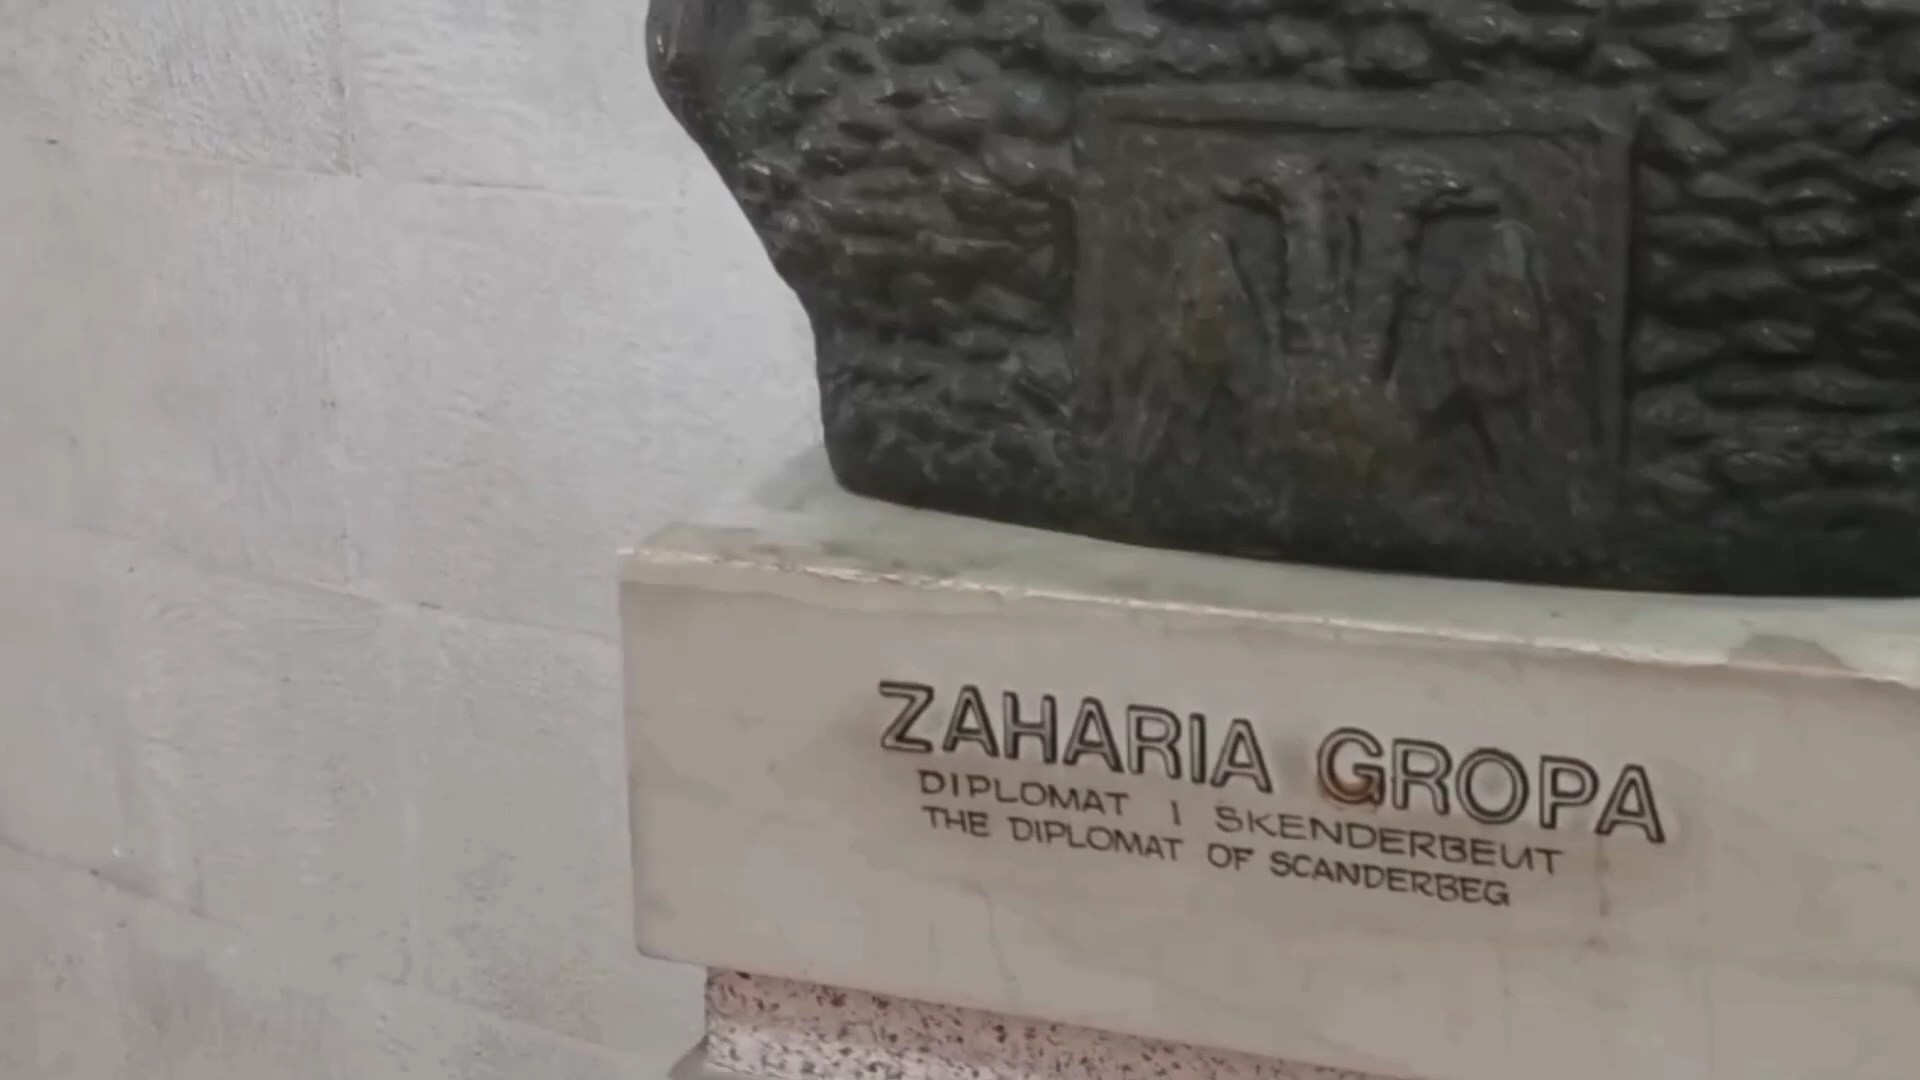 ZAHARIA GROPA
DIPLOMAT I SKENDERBEUT
THE DIPLOMAT OF SCANDERBEG